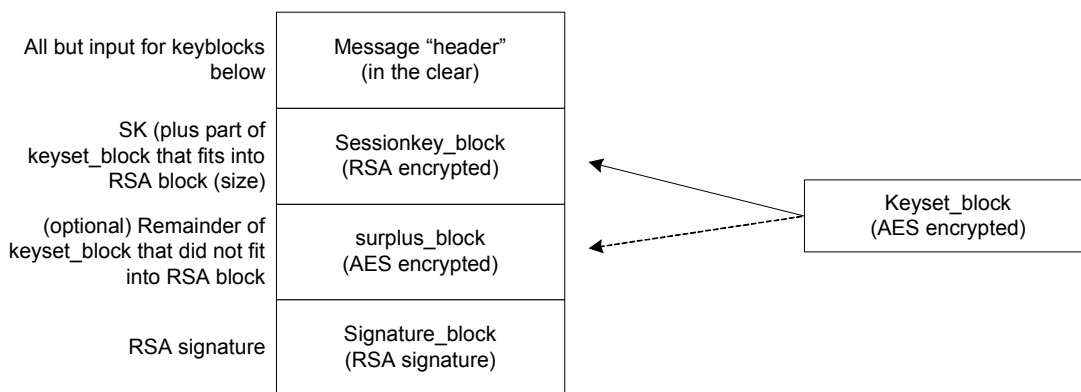 All but input for keyblocks
below
Message “header”
(in the clear)
SK (plus part of
keyset_block that fits into
RSA block (size)
Sessionkey_block
(RSA encrypted)
(optional) Remainder of
keyset_block that did not fit
into RSA block
surplus_block
(AES encrypted)
Keyset_block
(AES encrypted)
RSA signature
Signature_block
(RSA signature)